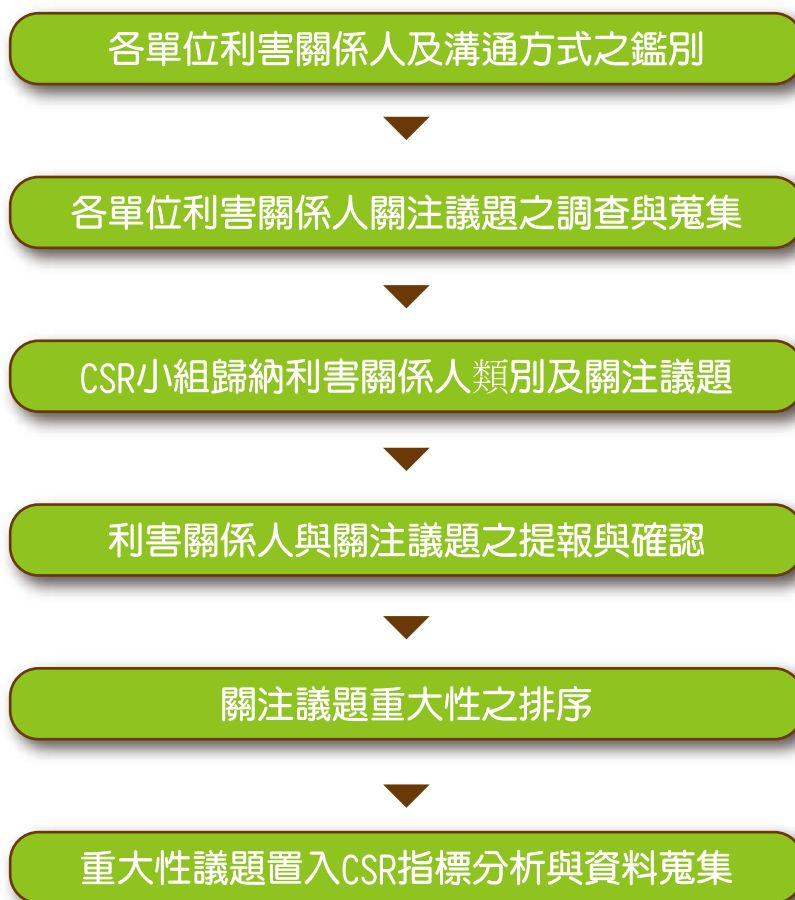 各單位利害關係人及溝通方式之鑑別
各單位利害關係人關注議題之調查與蒐集
CSR小組歸納利害關係人類別及關注議題
利害關係人與關注議題之提報與確認
關注議題重大性之排序
重大性議題置入CSR指標分析與資料蒐集